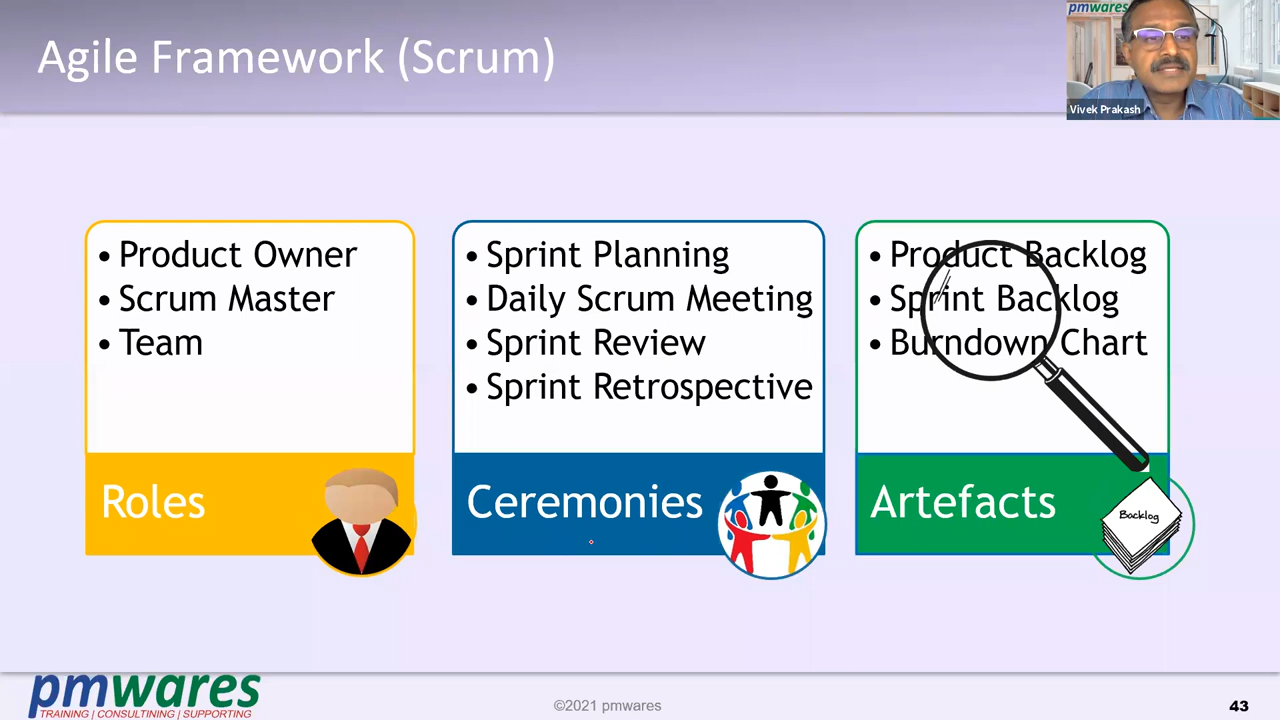 Agile Framework (Scrum)
pmwares
Vivek Prakash
• Product Owner
• Scrum Master
• Team
Roles
• Sprint Planning
• Daily Scrum Meeting
• Sprint Review
• Sprint Retrospective
Ceremonies
• Product Backlog
• Sprint Backlog
• Burndown Chart
Artefacts
Backlog
pmwares
TRAINING | CONSULTINING | SUPPORTING
©2021 pmwares
43